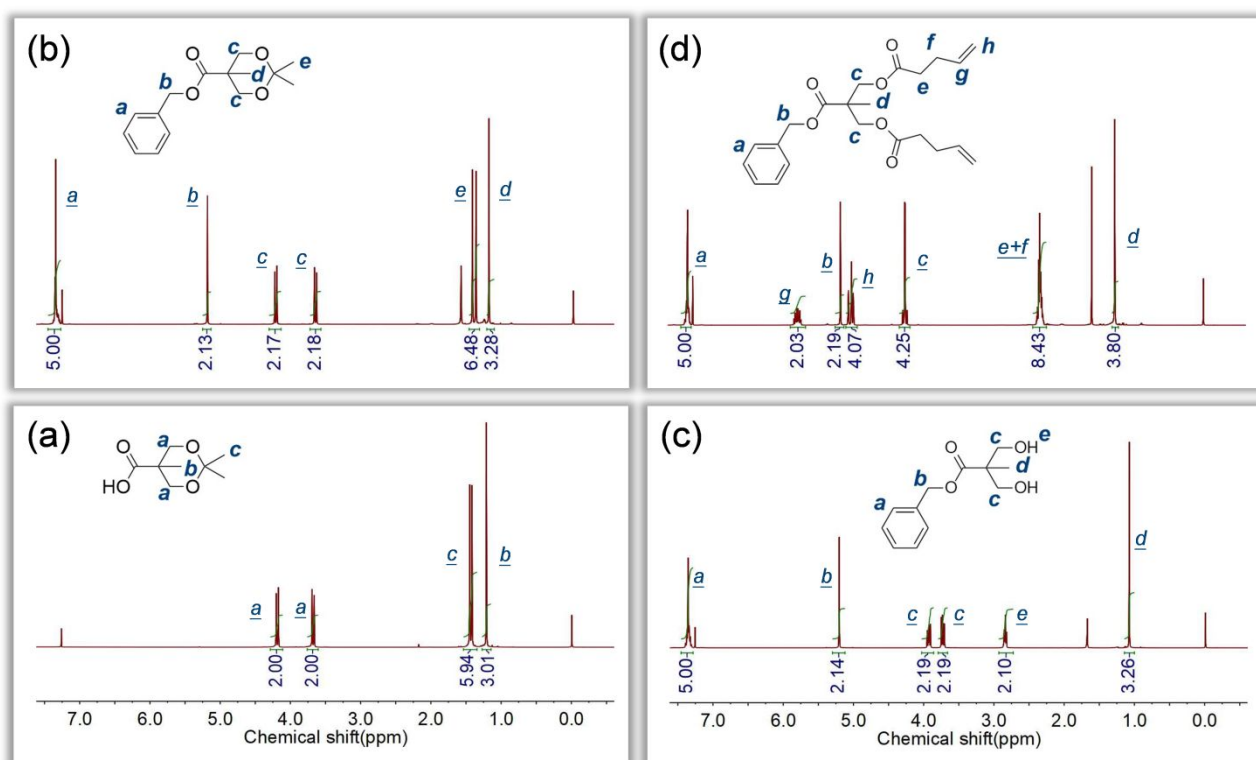 (b)
c
O
O
e
d
b
O
c
O
a
a
b
c
c
e
d
5.00
2.13
2.17
2.18
6.48
3.28
(d)
f
h
O
g
c
O
e
O
d
b
O
c
O
a
O
a
g
b
h
c
e+f
d
5.00
2.03
2.19
4.07
4.25
8.43
3.80
(a)
a
O
O
c
b
HO
a
O
a
a
c
b
2.00
2.00
5.94
3.01
7.0 6.0 5.0 4.0 3.0 2.0 1.0 0.0
Chemical shift(ppm)
(c)
c
e
OH
O
d
b
O
c
OH
a
a
b
c
c
e
d
5.00
2.14
2.19
2.19
2.10
3.26
7.0 6.0 5.0 4.0 3.0 2.0 1.0 0.0
Chemical shift(ppm)